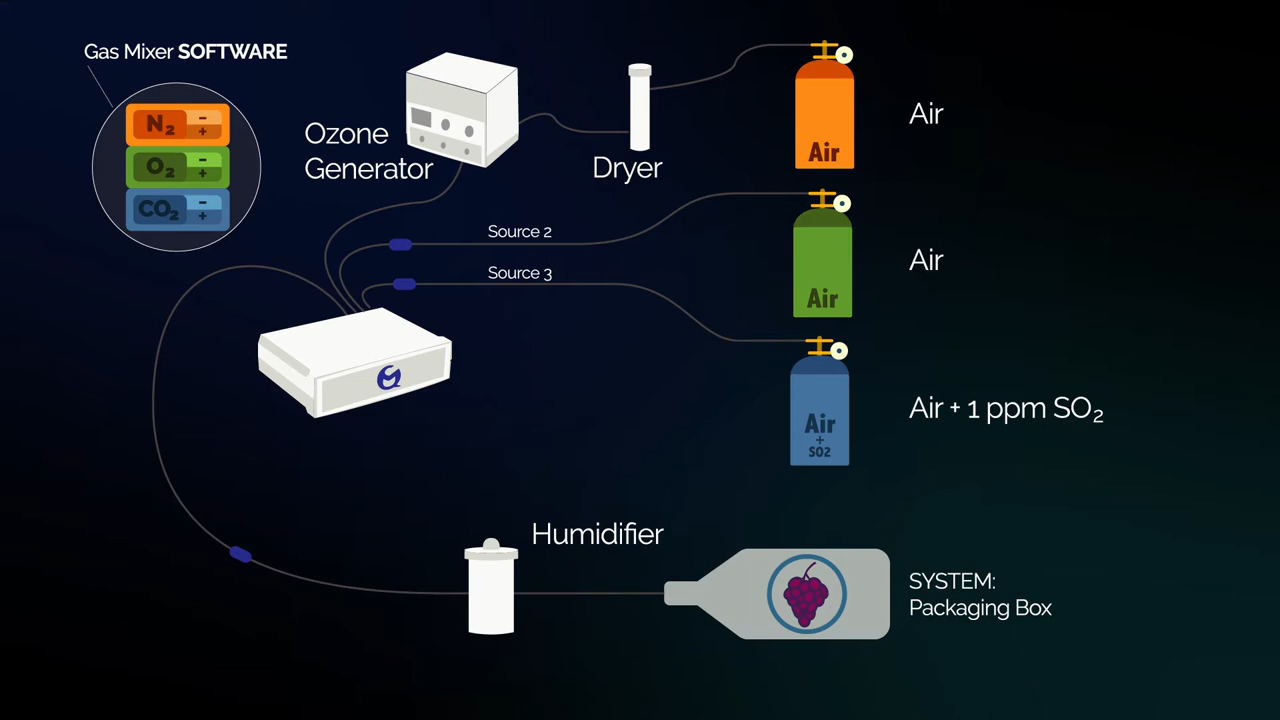 Gas Mixer SOFTWARE
N₂ - +
O₂ - +
CO₂ - +
Ozone
Generator
Dryer
Air
Air
Source 2
Source 3
Air
Air
Air
+
SO2
Air + 1 ppm SO₂
Humidifier
SYSTEM:
Packaging Box